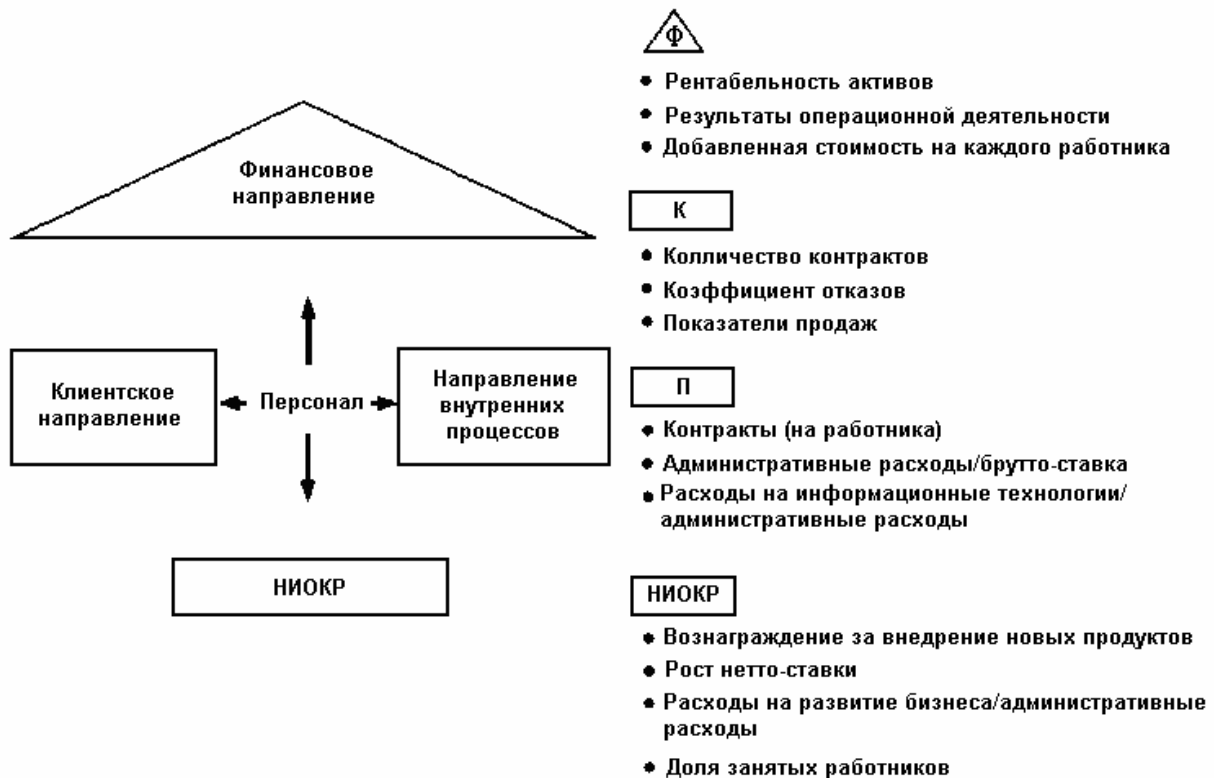 Финансовое
направление
Клиентское
направление
Персонал
Направление
внутренних
процессов
НИОКР
Ф
• Рентабельность активов
• Результаты операционной деятельности
• Добавленная стоимость на каждого работника
К
• Колличество контрактов
• Коэффициент отказов
• Показатели продаж
П
• Контракты (на работника)
• Административные расходы/брутто-ставка
• Расходы на информационные технологии/
административные расходы
НИОКР
• Вознаграждение за внедрение новых продуктов
• Рост нетто-ставки
• Расходы на развитие бизнеса/административные
расходы
• Доля занятых работников